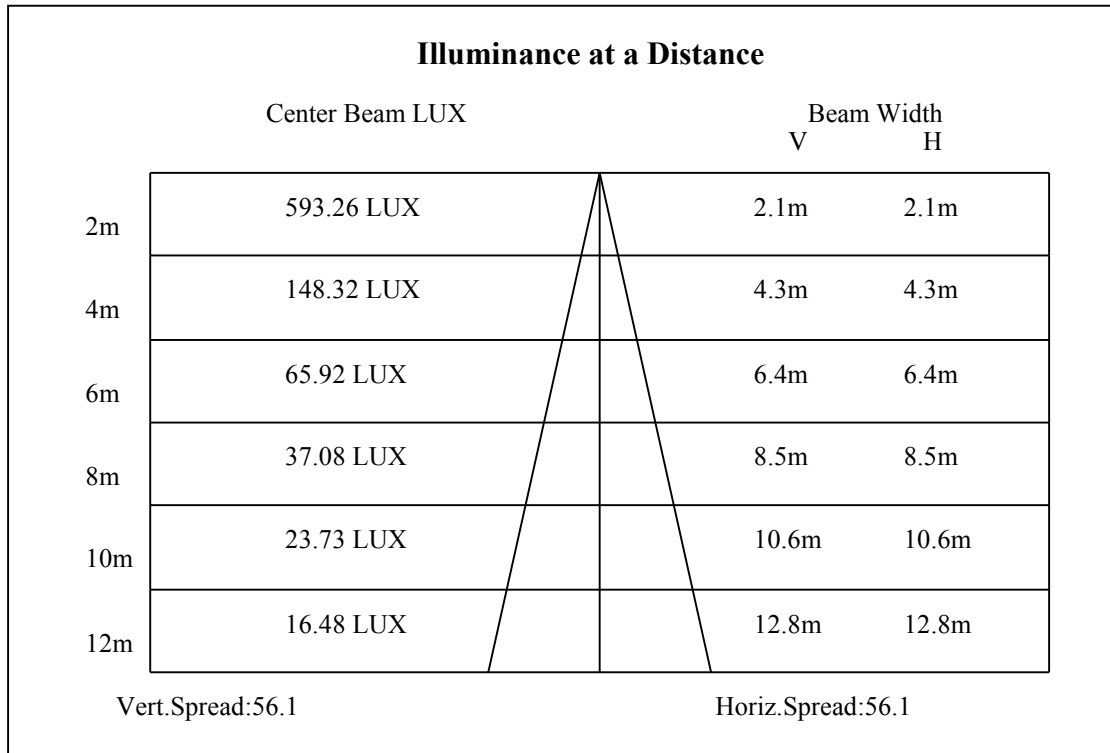 Illuminance at a Distance
Center Beam LUX Beam Width
V H
2m 593.26 LUX 2.1m 2.1m
4m 148.32 LUX 4.3m 4.3m
6m 65.92 LUX 6.4m 6.4m
8m 37.08 LUX 8.5m 8.5m
10m 23.73 LUX 10.6m 10.6m
12m 16.48 LUX 12.8m 12.8m
Vert.Spread:56.1 Horiz.Spread:56.1